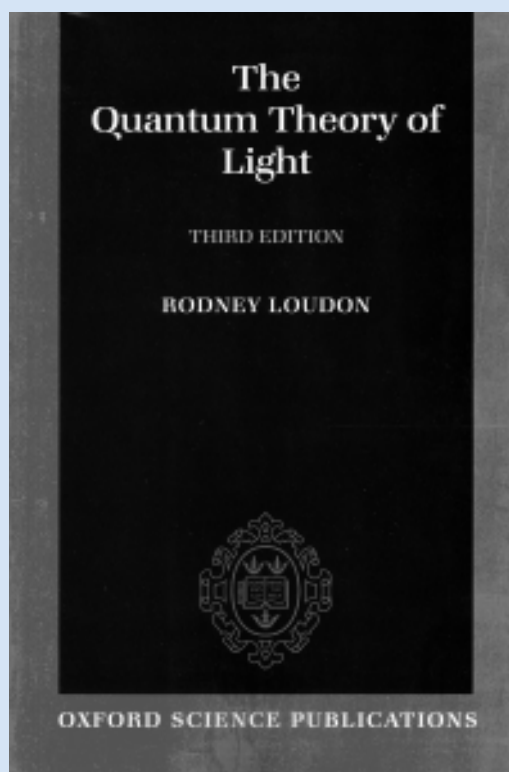 The
Quantum Theory of
Light
THIRD EDITION
RODNEY LOUDON
OXFORD SCIENCE PUBLICATIONS